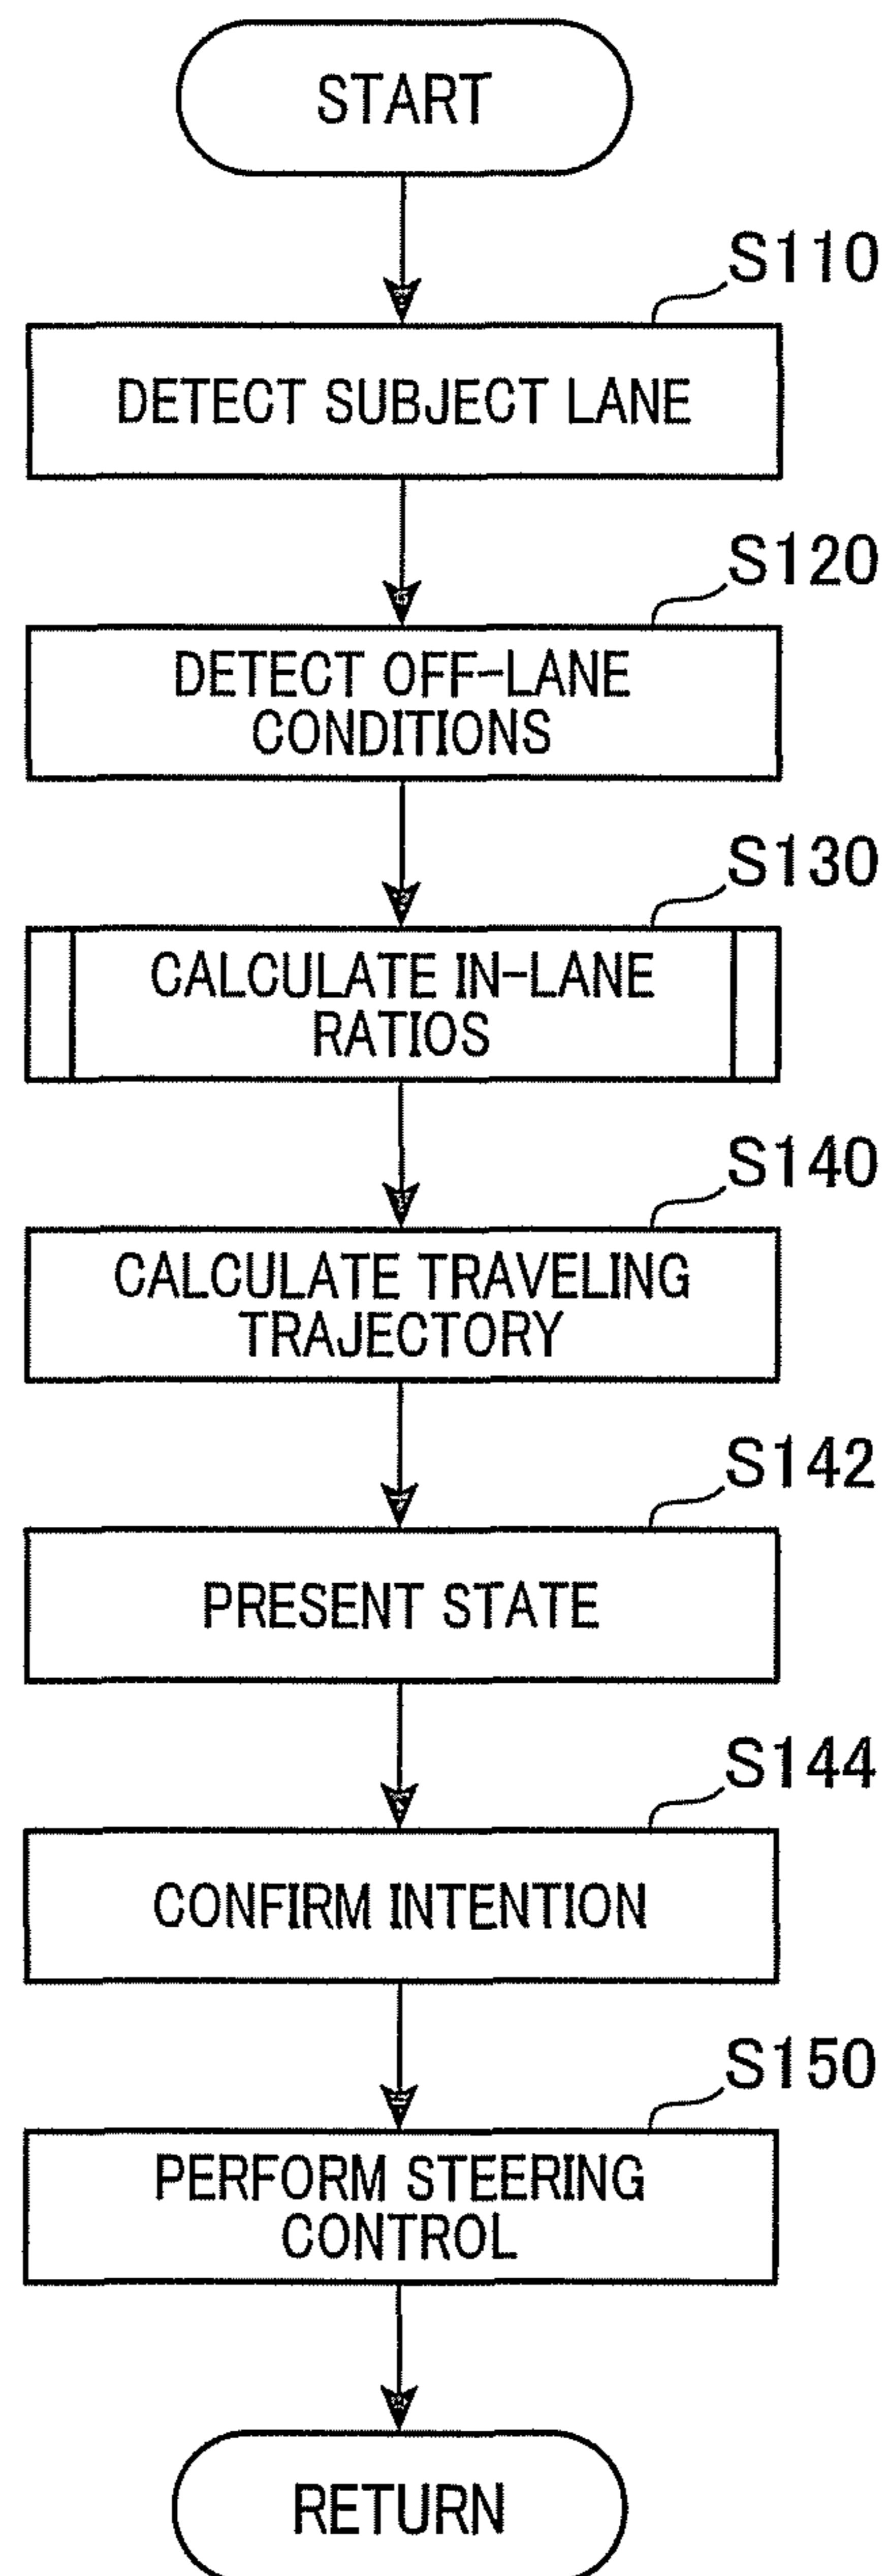 START
S110
DETECT SUBJECT LANE
S120
DETECT OFF-LANE
CONDITIONS
S130
CALCULATE IN-LANE
RATIOS
S140
CALCULATE TRAVELING
TRAJECTORY
S142
PRESENT STATE
S144
CONFIRM INTENTION
S150
PERFORM STEERING
CONTROL
RETURN